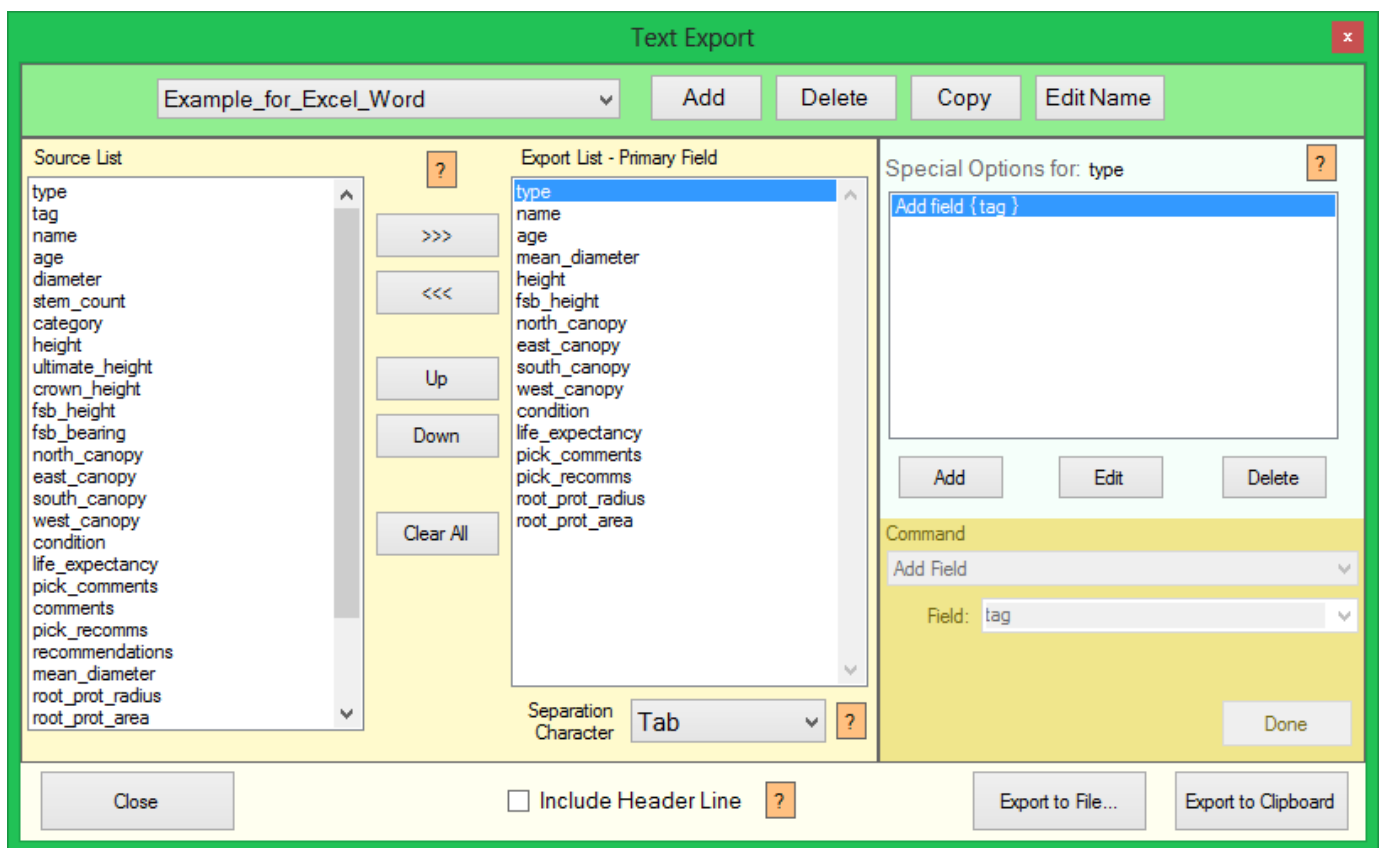 Text Export
x
Example_for_Excel_Word
Add
Delete
Copy
Edit Name
Source List
?
type
tag
name
age
diameter
stem_count
category
height
ultimate_height
crown_height
fsb_height
fsb_bearing
north_canopy
east_canopy
south_canopy
west_canopy
condition
life_expectancy
pick_comments
comments
pick_recomms
recommendations
mean_diameter
root_prot_radius
root_prot_area
>>>
<<<
Up
Down
Clear All
Export List - Primary Field
type
name
age
mean_diameter
height
fsb_height
north_canopy
east_canopy
south_canopy
west_canopy
condition
life_expectancy
pick_comments
pick_recomms
root_prot_radius
root_prot_area
Separation
Character
Tab
?
Special Options for: type
?
Add field { tag }
Add
Edit
Delete
Command
Add Field
Field: tag
Done
Close
Include Header Line
?
Export to File...
Export to Clipboard